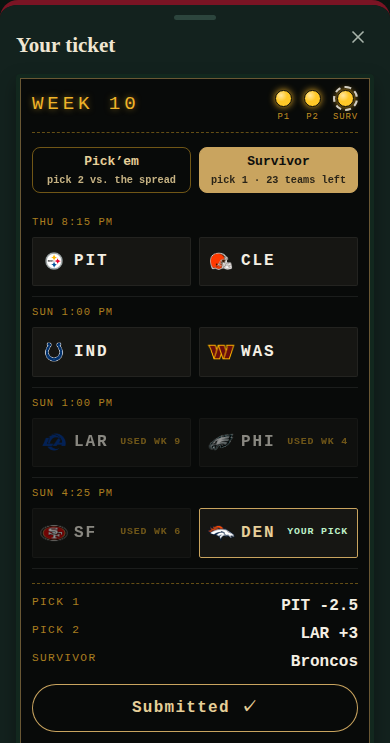 Your ticket
WEEK 10
P1 P2 SURV
Pick’em
pick 2 vs. the spread
Survivor
pick 1 · 23 teams left
THU 8:15 PM
PIT CLE
SUN 1:00 PM
IND WAS
SUN 1:00 PM
LAR USED WK 9 PHI USED WK 4
SUN 4:25 PM
SF USED WK 6 DEN YOUR PICK
PICK 1 PIT -2.5
PICK 2 LAR +3
SURVIVOR Broncos
Submitted ✓